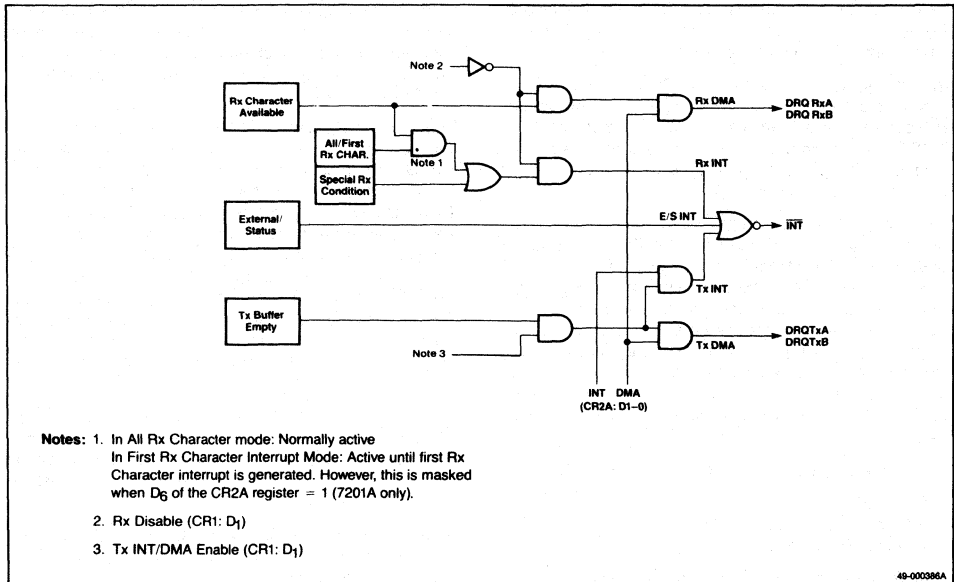 Note 2
Rx Character
Available
Rx DMA
DRQ RxA
DRQ RxB
All/First
Rx CHAR.
Note 1
Special Rx
Condition
Rx INT
External/
Status
E/S INT
INT
Tx INT
Tx Buffer
Empty
Note 3
Tx DMA
DRQTxA
DRQTxB
INT DMA
(CR2A: D1–0)
Notes: 1. In All Rx Character mode: Normally active
In First Rx Character Interrupt Mode: Active until first Rx
Character interrupt is generated. However, this is masked
when D6 of the CR2A register = 1 (7201A only).
2. Rx Disable (CR1: D1)
3. Tx INT/DMA Enable (CR1: D1)
49-000386A